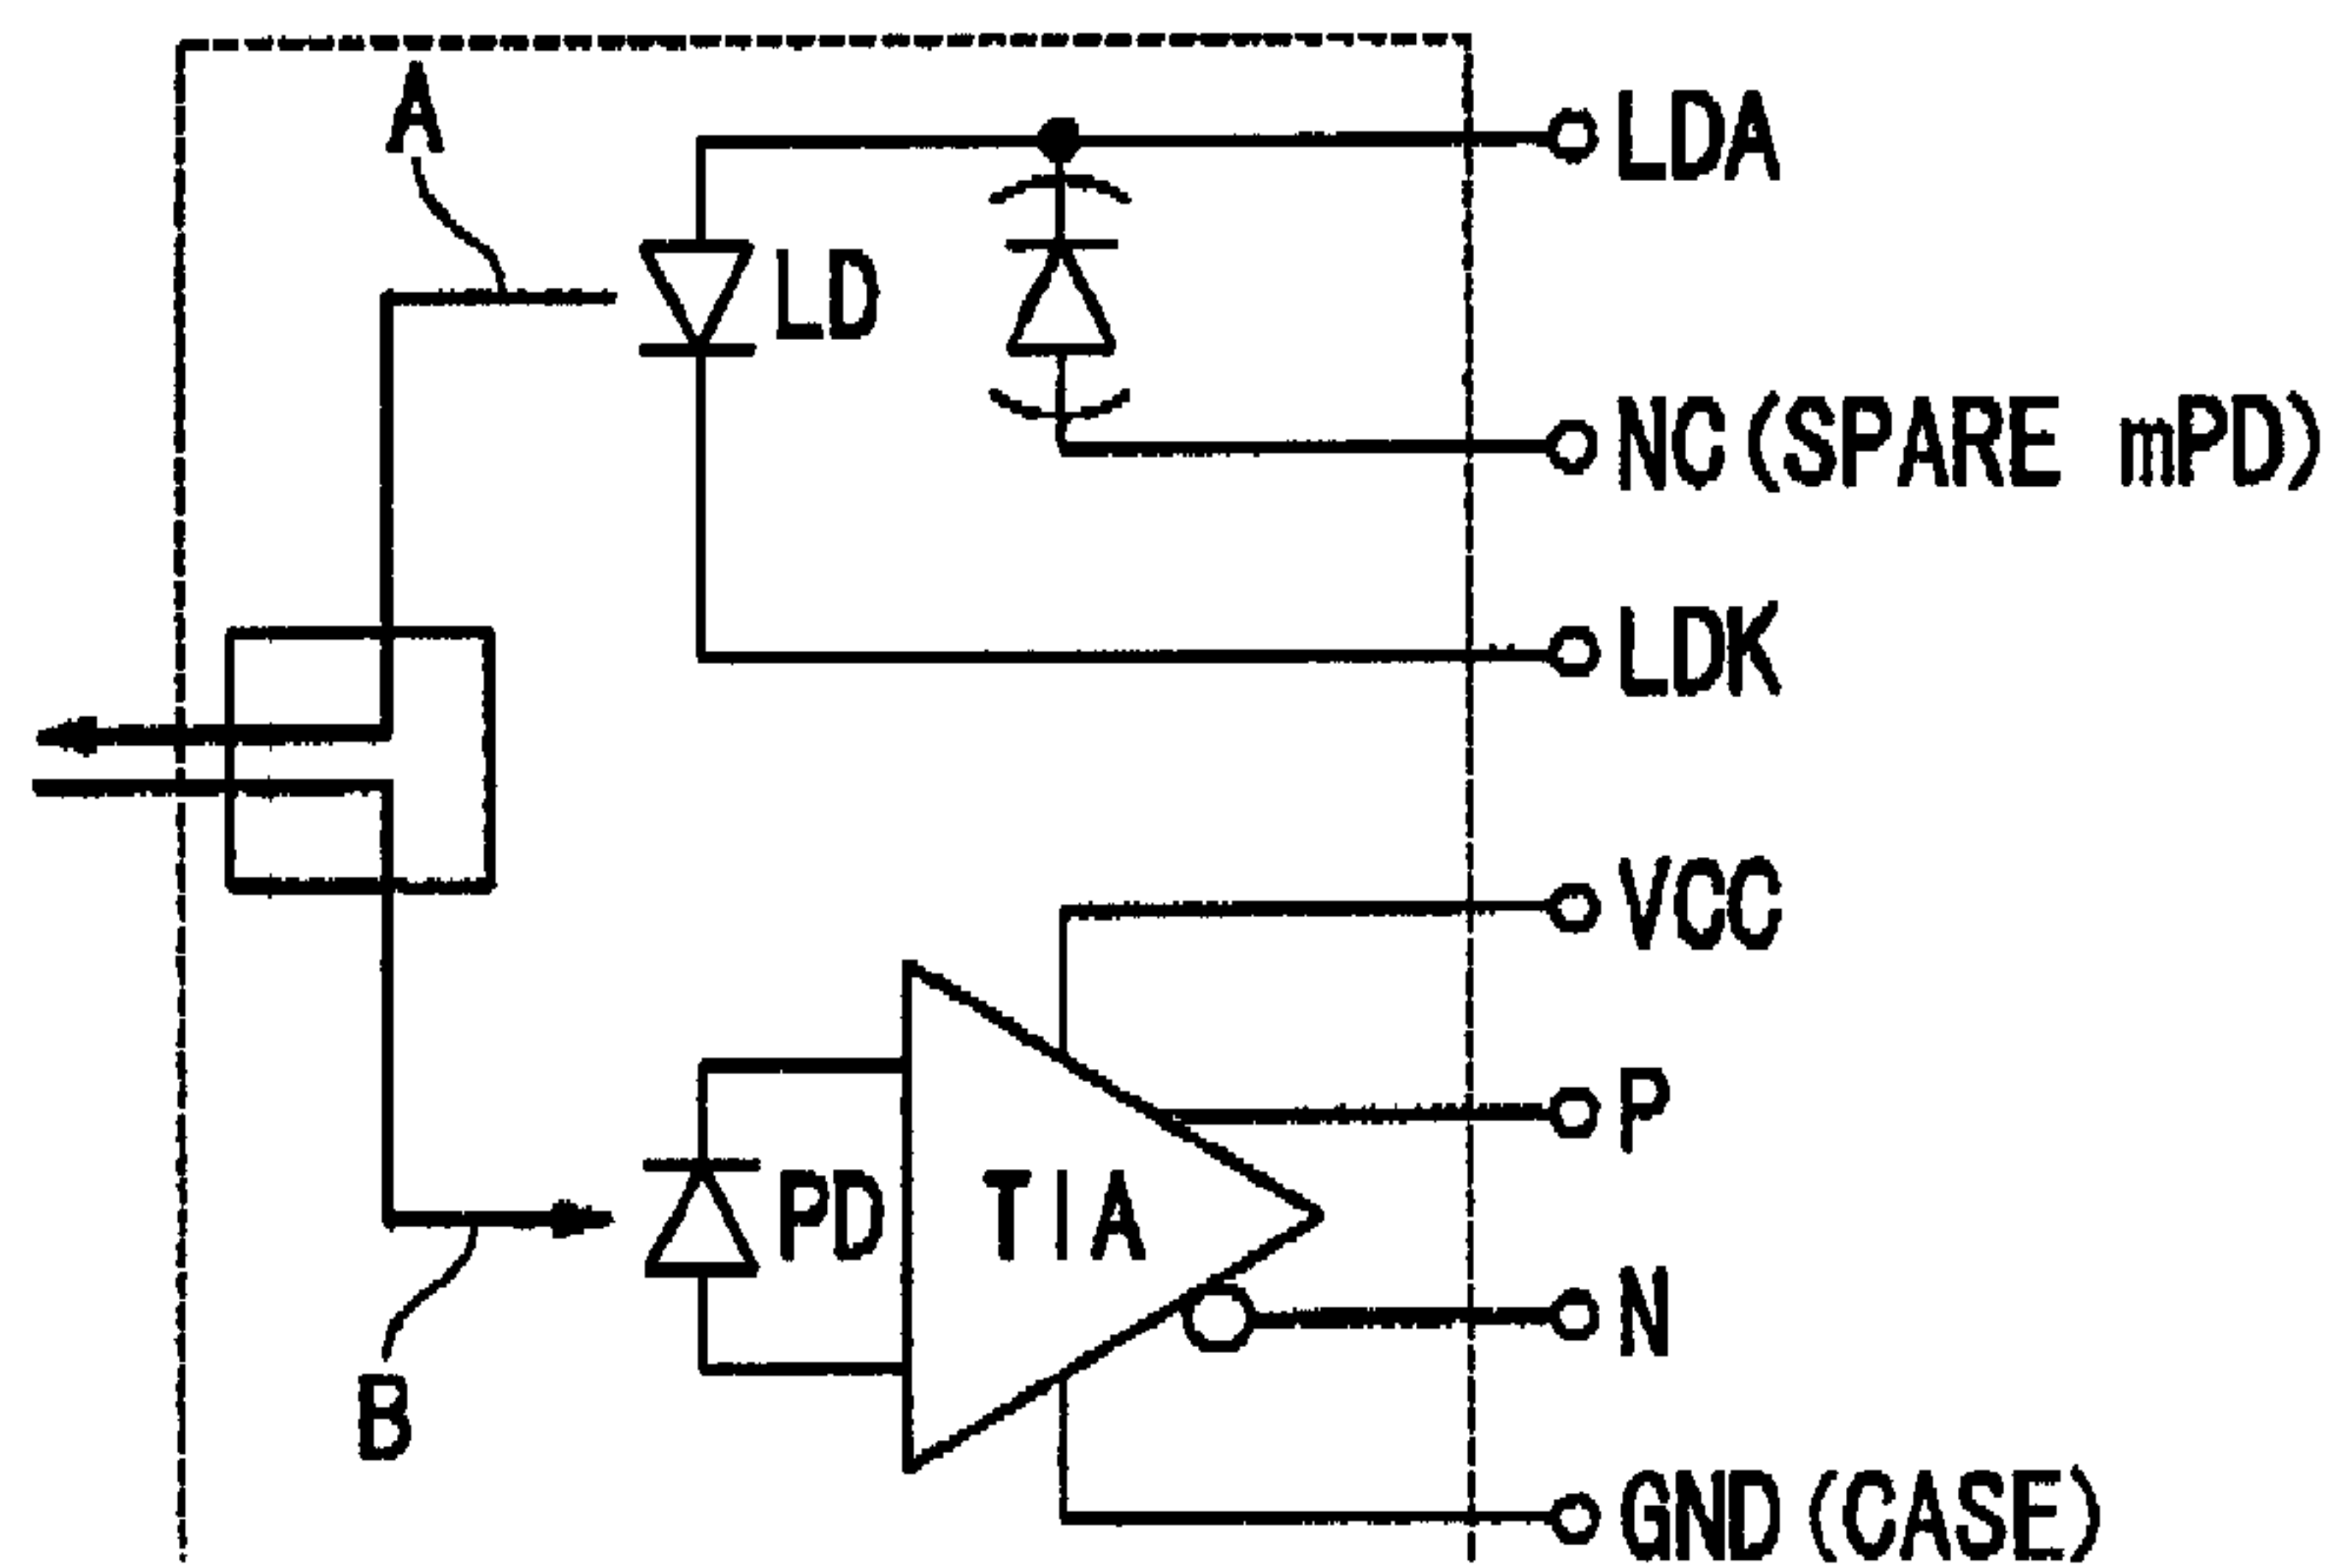 A
LDA
LD
NC(SPARE mPD)
LDK
VCC
P
PD
TIA
N
B
GND(CASE)